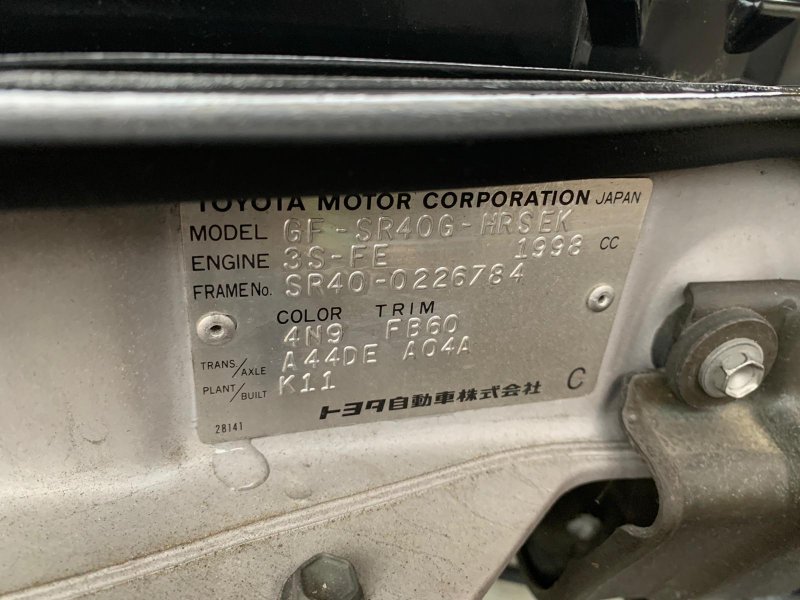 TOYOTA MOTOR CORPORATION JAPAN
MODEL GF-SR40G-HRSEK
ENGINE 3S-FE 1998 CC
FRAME No. SR40-0226784
COLOR TRIM
4N9 FB60
TRANS./AXLE A44DE A04A
PLANT/BUILT K11
トヨタ自動車株式会社 C
28141